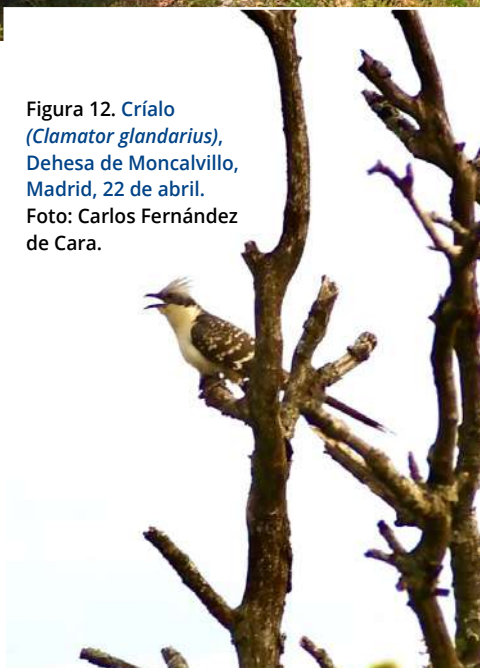 Figura 12. Críalo
(Clamator glandarius),
Dehesa de Moncalvillo,
Madrid, 22 de abril.
Foto: Carlos Fernández
de Cara.